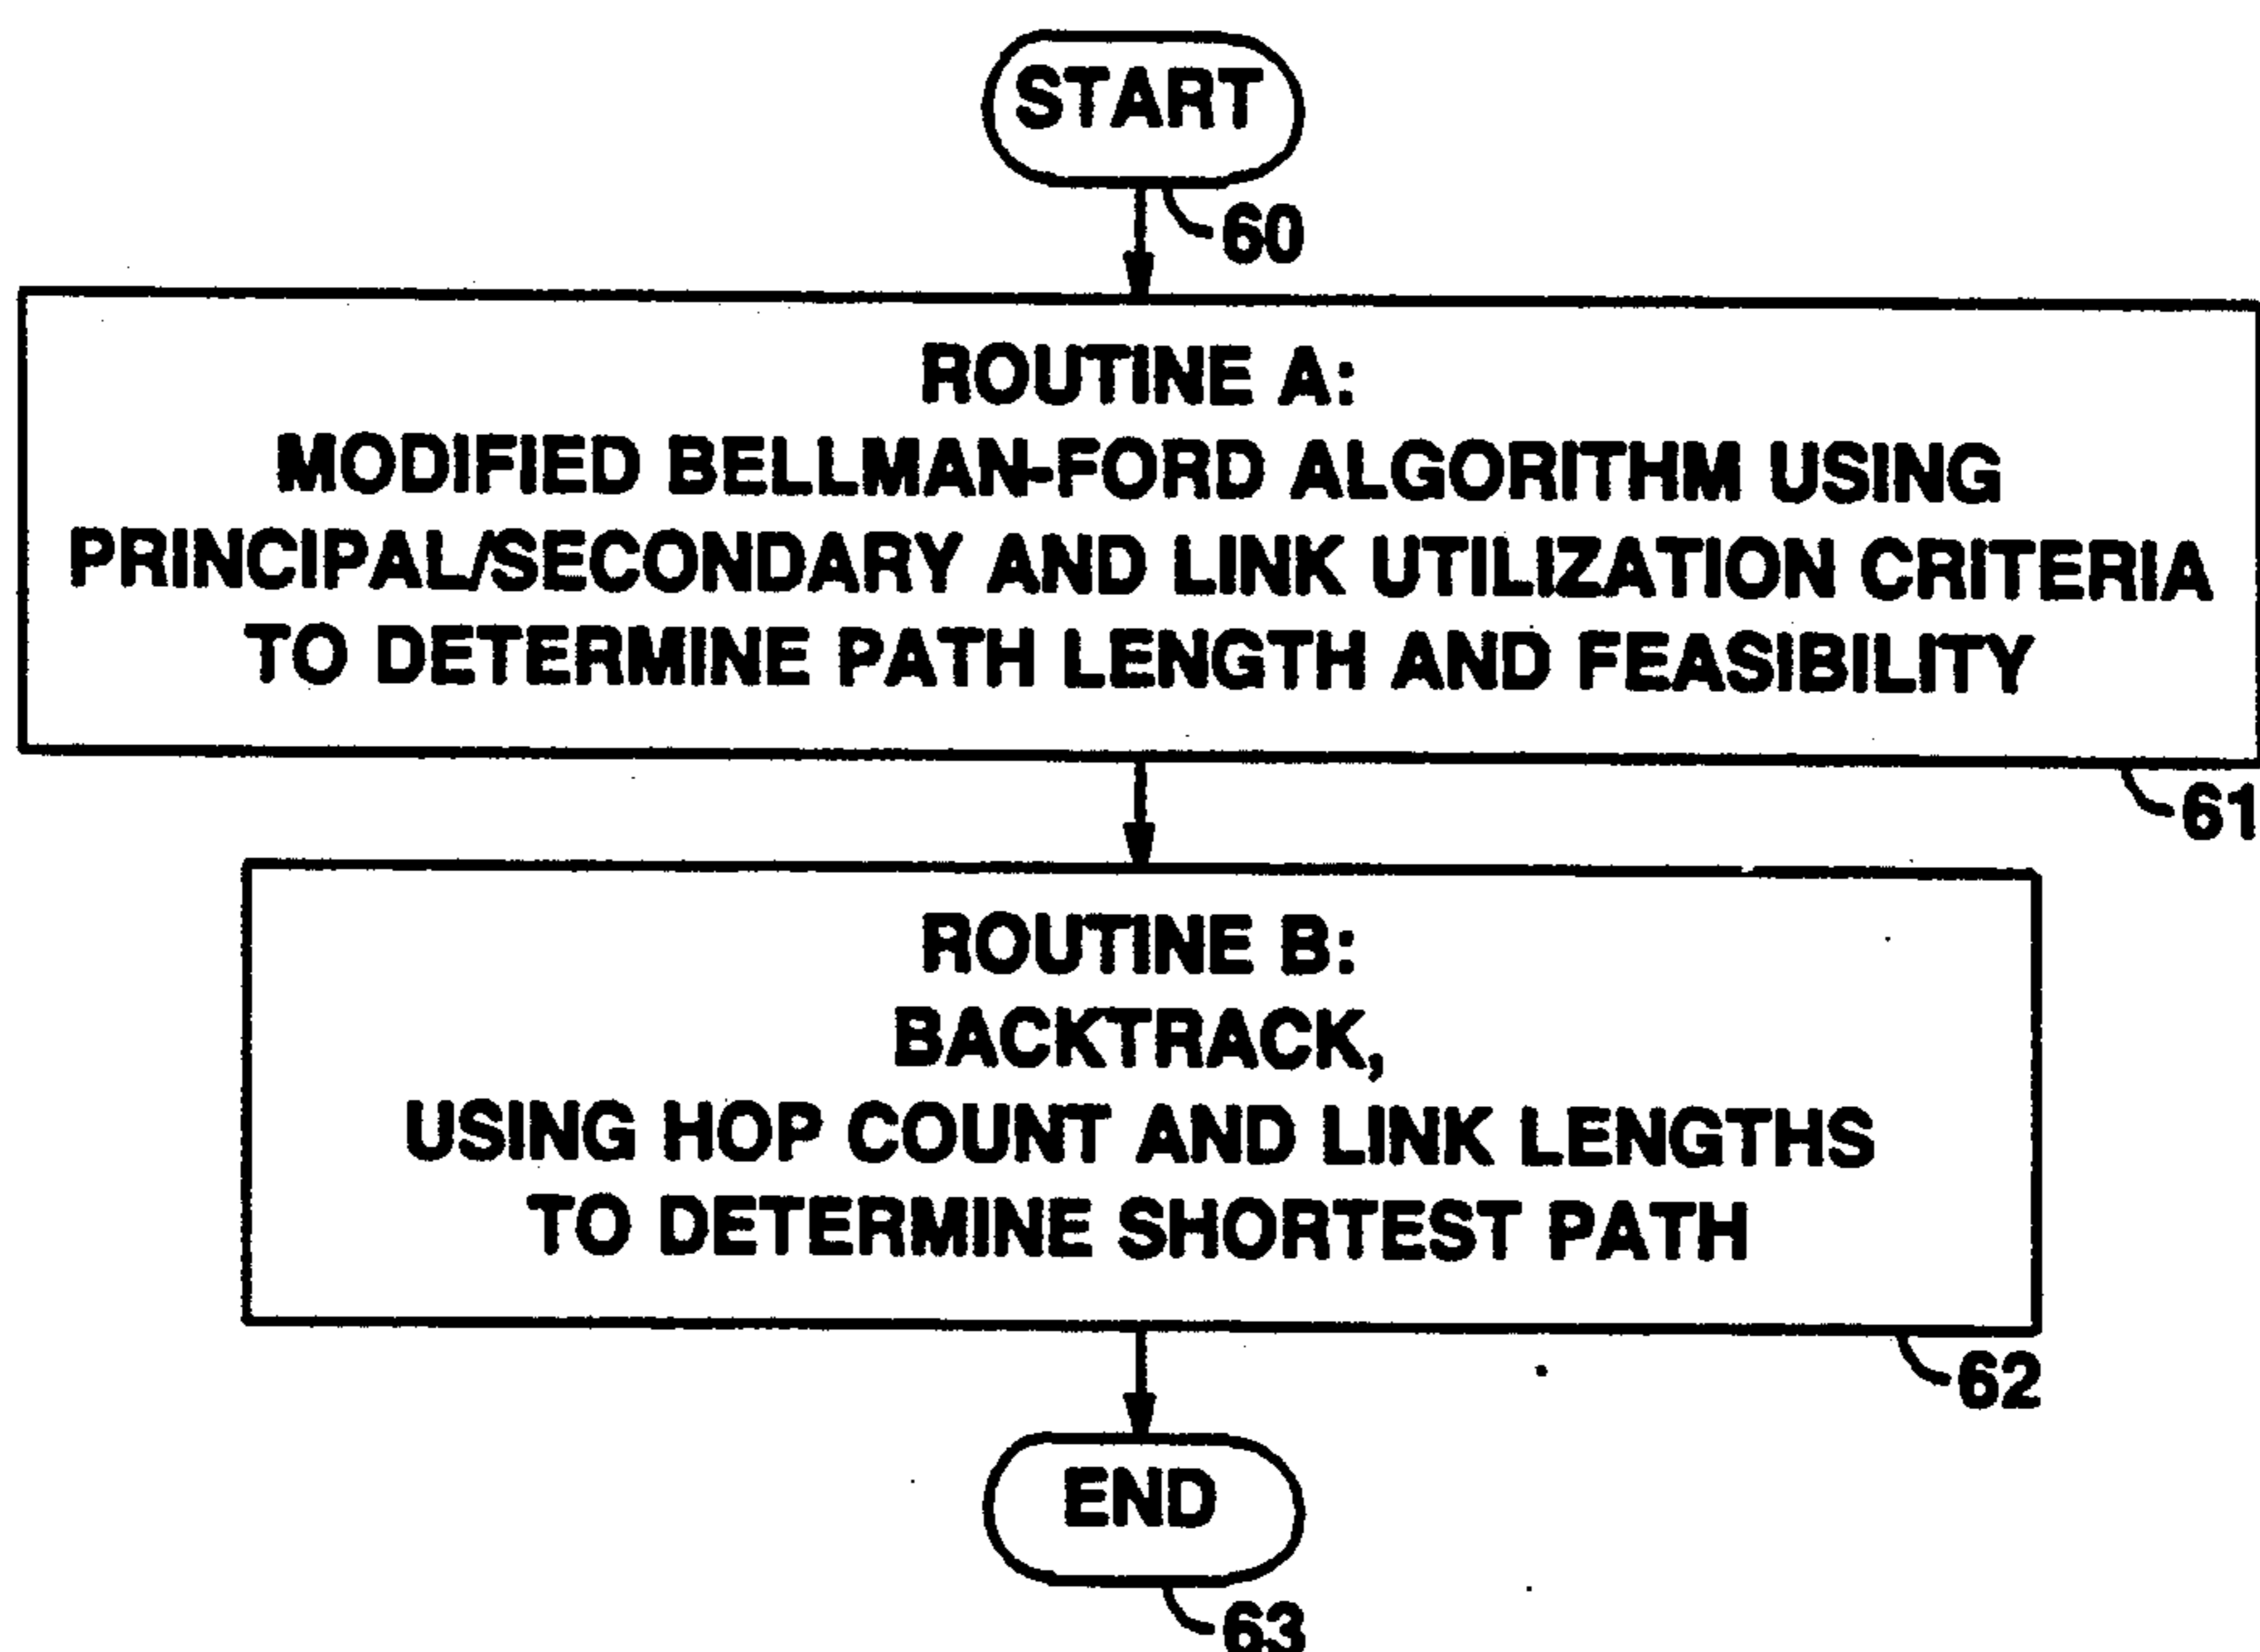 START
60
ROUTINE A:
MODIFIED BELLMAN-FORD ALGORITHM USING
PRINCIPAL/SECONDARY AND LINK UTILIZATION CRITERIA
TO DETERMINE PATH LENGTH AND FEASIBILITY
61
ROUTINE B:
BACKTRACK,
USING HOP COUNT AND LINK LENGTHS
TO DETERMINE SHORTEST PATH
62
END
63